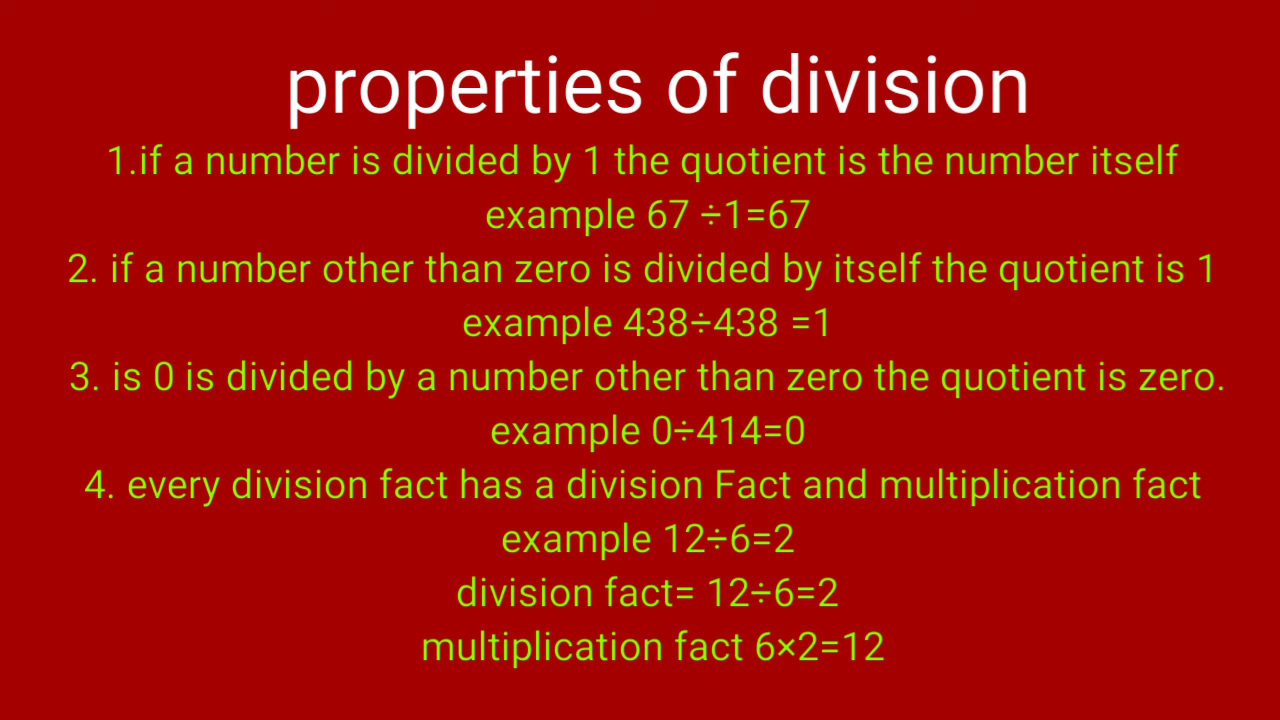 properties of division
1.if a number is divided by 1 the quotient is the number itself
example 67 ÷1=67
2. if a number other than zero is divided by itself the quotient is 1
example 438÷438 =1
3. is 0 is divided by a number other than zero the quotient is zero.
example 0÷414=0
4. every division fact has a division Fact and multiplication fact
example 12÷6=2
division fact= 12÷6=2
multiplication fact 6×2=12